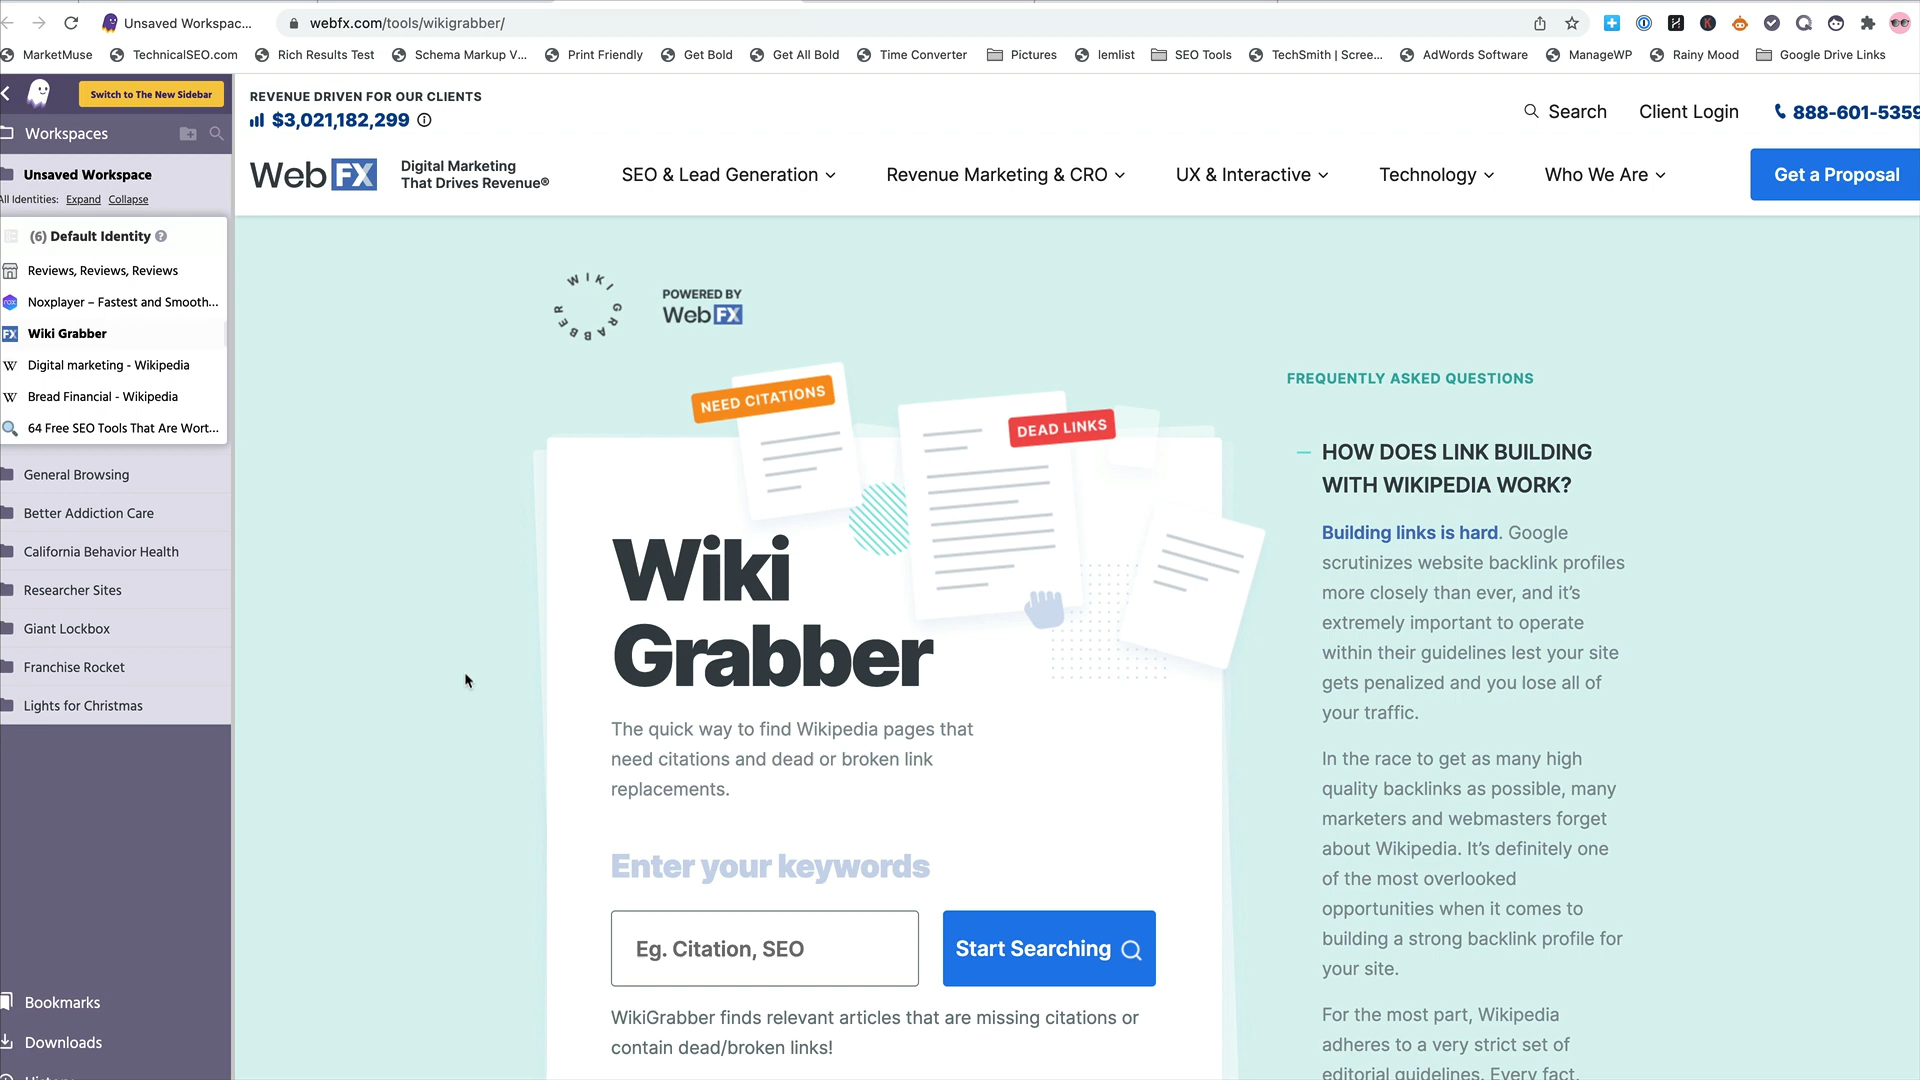 Unsaved Workspac...
webfx.com/tools/wikigrabber/
MarketMuse
TechnicalSEO.com
Rich Results Test
Schema Markup V...
Print Friendly
Get Bold
Get All Bold
Time Converter
Pictures
lemlist
SEO Tools
TechSmith | Scree...
AdWords Software
ManageWP
Rainy Mood
Google Drive Links
Switch to The New Sidebar
Workspaces
Unsaved Workspace
All Identities: Expand Collapse
(6) Default Identity
Reviews, Reviews, Reviews
Noxplayer – Fastest and Smooth...
Wiki Grabber
Digital marketing - Wikipedia
Bread Financial - Wikipedia
64 Free SEO Tools That Are Wort...
General Browsing
Better Addiction Care
California Behavior Health
Researcher Sites
Giant Lockbox
Franchise Rocket
Lights for Christmas
Bookmarks
Downloads
REVENUE DRIVEN FOR OUR CLIENTS
$3,021,182,299
Search
Client Login
888-601-5359
WebFX
Digital Marketing
That Drives Revenue®
SEO & Lead Generation
Revenue Marketing & CRO
UX & Interactive
Technology
Who We Are
Get a Proposal
WIKI GRABBER
POWERED BY
WebFX
NEED CITATIONS
DEAD LINKS
Wiki
Grabber
The quick way to find Wikipedia pages that
need citations and dead or broken link
replacements.
Enter your keywords
Eg. Citation, SEO
Start Searching
WikiGrabber finds relevant articles that are missing citations or
contain dead/broken links!
FREQUENTLY ASKED QUESTIONS
HOW DOES LINK BUILDING
WITH WIKIPEDIA WORK?
Building links is hard. Google
scrutinizes website backlink profiles
more closely than ever, and it's
extremely important to operate
within their guidelines lest your site
gets penalized and you lose all of
your traffic.
In the race to get as many high
quality backlinks as possible, many
marketers and webmasters forget
about Wikipedia. It's definitely one
of the most overlooked
opportunities when it comes to
building a strong backlink profile for
your site.
For the most part, Wikipedia
adheres to a very strict set of
editorial guidelines. Every fact,